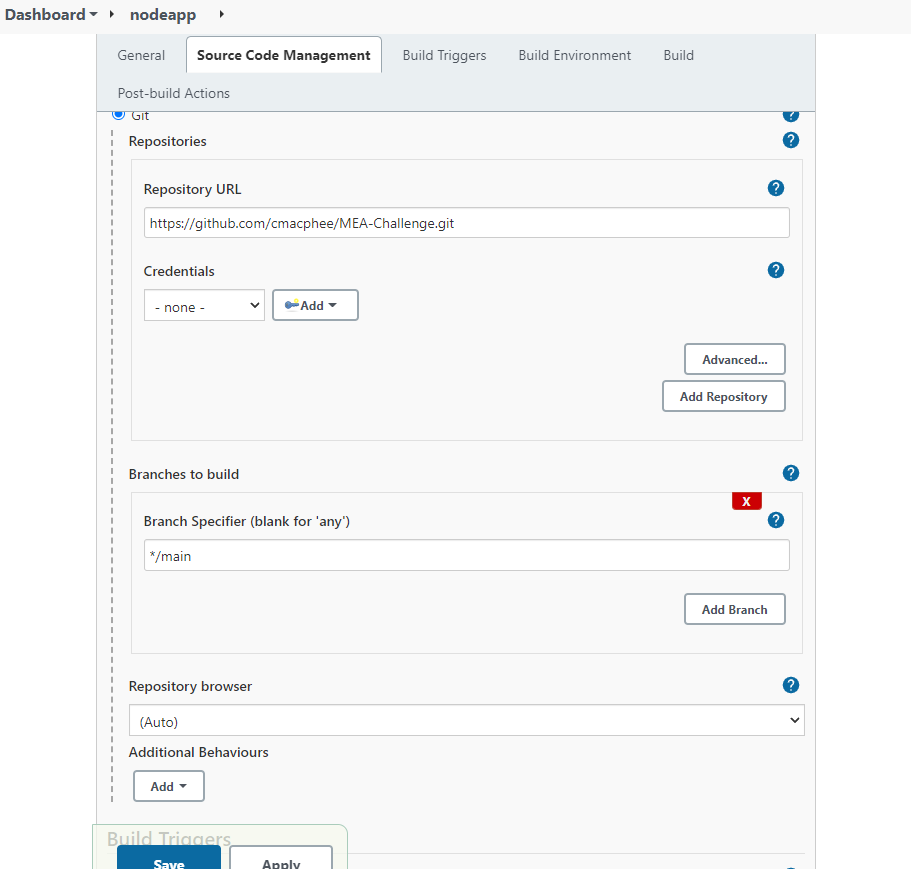 Dashboard nodeapp
General Source Code Management Build Triggers Build Environment Build
Post-build Actions
Git ?
Repositories ?
Repository URL ?
https://github.com/cmacphee/MEA-Challenge.git
Credentials ?
- none - Add
Advanced...
Add Repository
Branches to build ?
X
Branch Specifier (blank for 'any') ?
*/main
Add Branch
Repository browser ?
(Auto)
Additional Behaviours
Add
Build Triggers
Save Apply